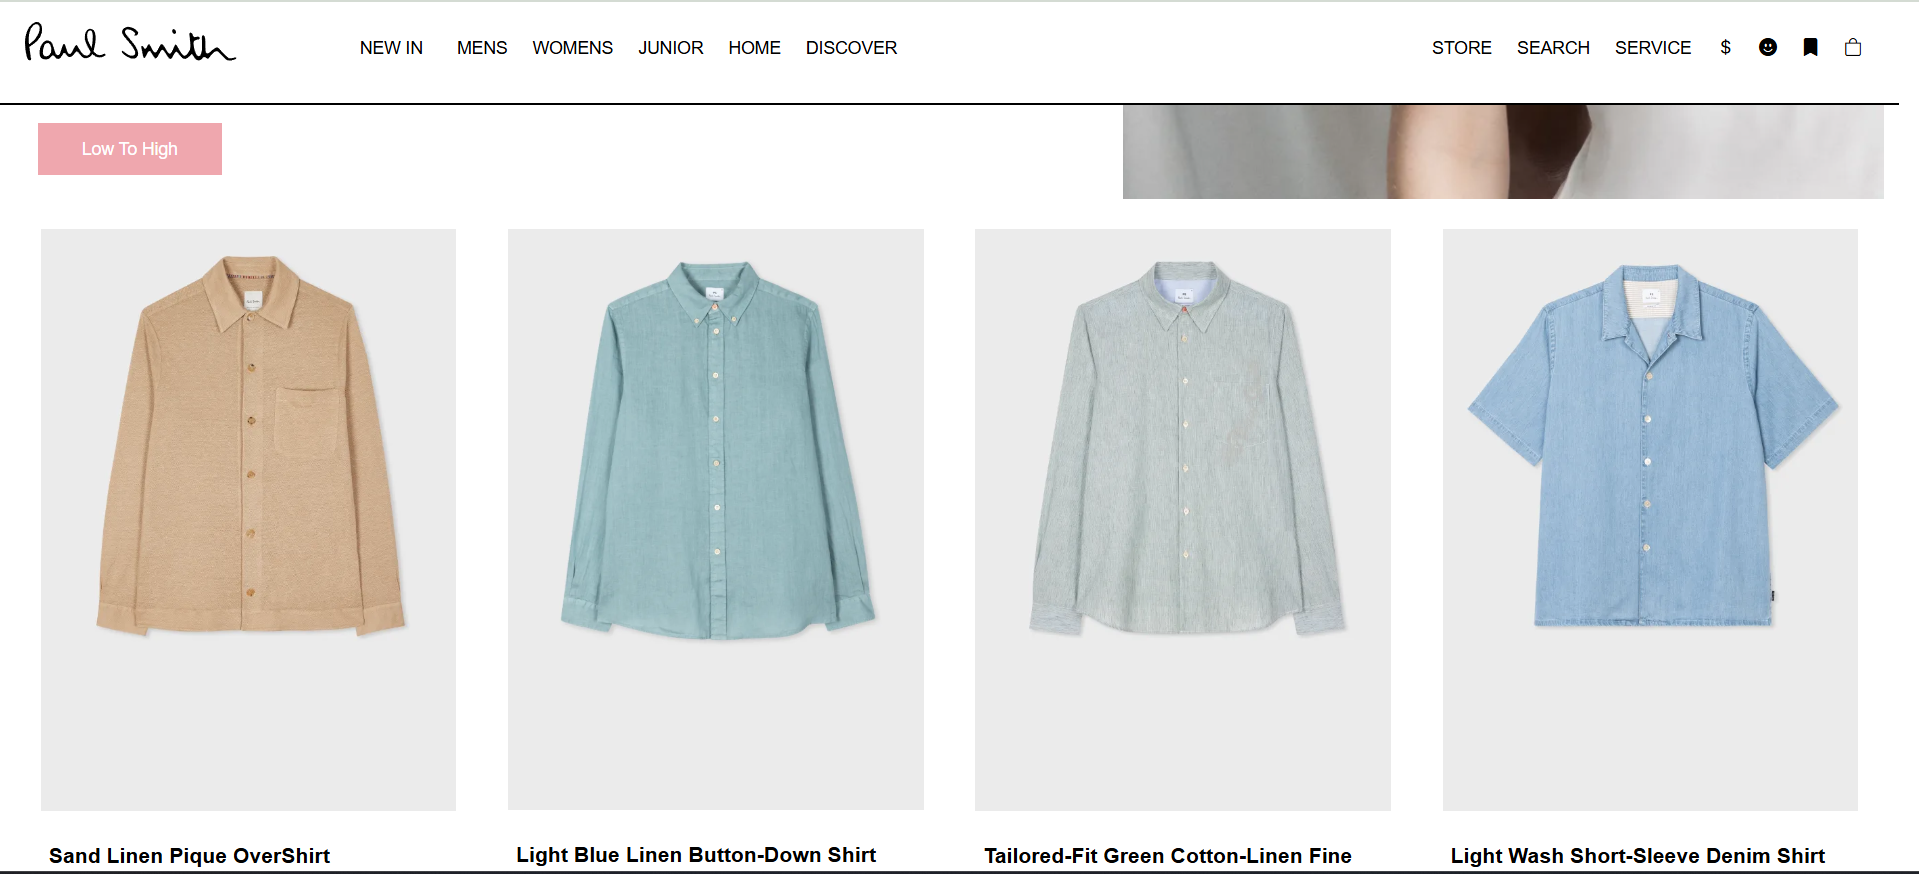 Paul Smith
NEW IN MENS WOMENS JUNIOR HOME DISCOVER STORE SEARCH SERVICE $
Low To High
Sand Linen Pique OverShirt
Light Blue Linen Button-Down Shirt
Tailored-Fit Green Cotton-Linen Fine
Light Wash Short-Sleeve Denim Shirt